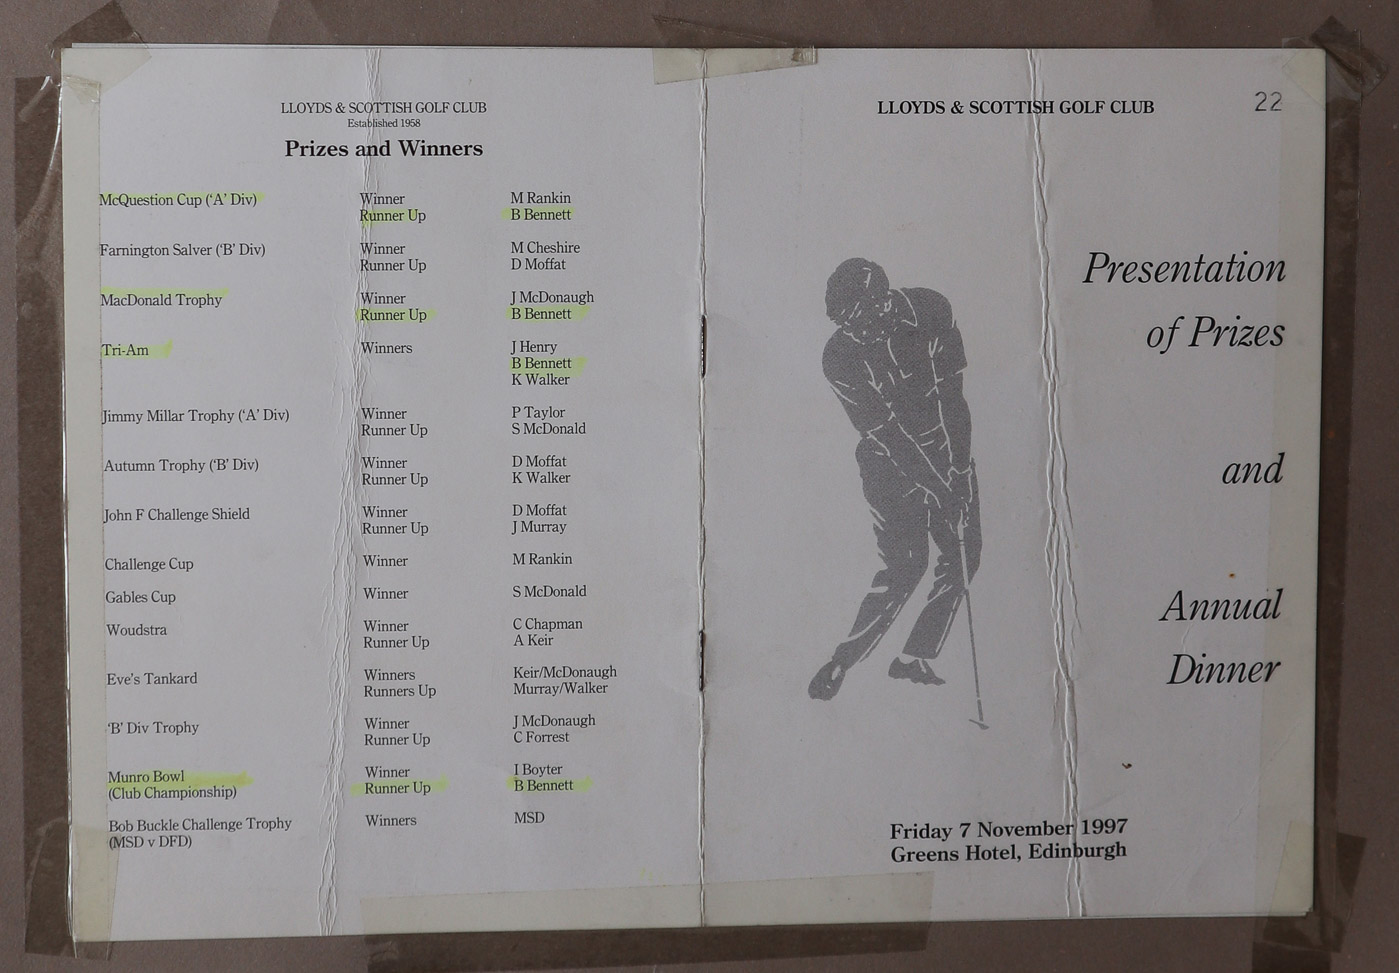 LLOYDS & SCOTTISH GOLF CLUB
Established 1958
Prizes and Winners
McQuestion Cup (‘A’ Div) Winner M Rankin
Runner Up B Bennett
Farnington Salver (‘B’ Div) Winner M Cheshire
Runner Up D Moffat
MacDonald Trophy Winner J McDonaugh
Runner Up B Bennett
Tri-Am Winners J Henry
B Bennett
K Walker
Jimmy Millar Trophy (‘A’ Div) Winner P Taylor
Runner Up S McDonald
Autumn Trophy (‘B’ Div) Winner D Moffat
Runner Up K Walker
John F Challenge Shield Winner D Moffat
Runner Up J Murray
Challenge Cup Winner M Rankin
Gables Cup Winner S McDonald
Woudstra Winner C Chapman
Runner Up A Keir
Eve's Tankard Winners Keir/McDonaugh
Runners Up Murray/Walker
‘B’ Div Trophy Winner J McDonaugh
Runner Up C Forrest
Munro Bowl Winner I Boyter
(Club Championship) Runner Up B Bennett
Bob Buckle Challenge Trophy Winners MSD
(MSD v DFD)
LLOYDS & SCOTTISH GOLF CLUB
22
Presentation
of Prizes
and
Annual
Dinner
Friday 7 November 1997
Greens Hotel, Edinburgh